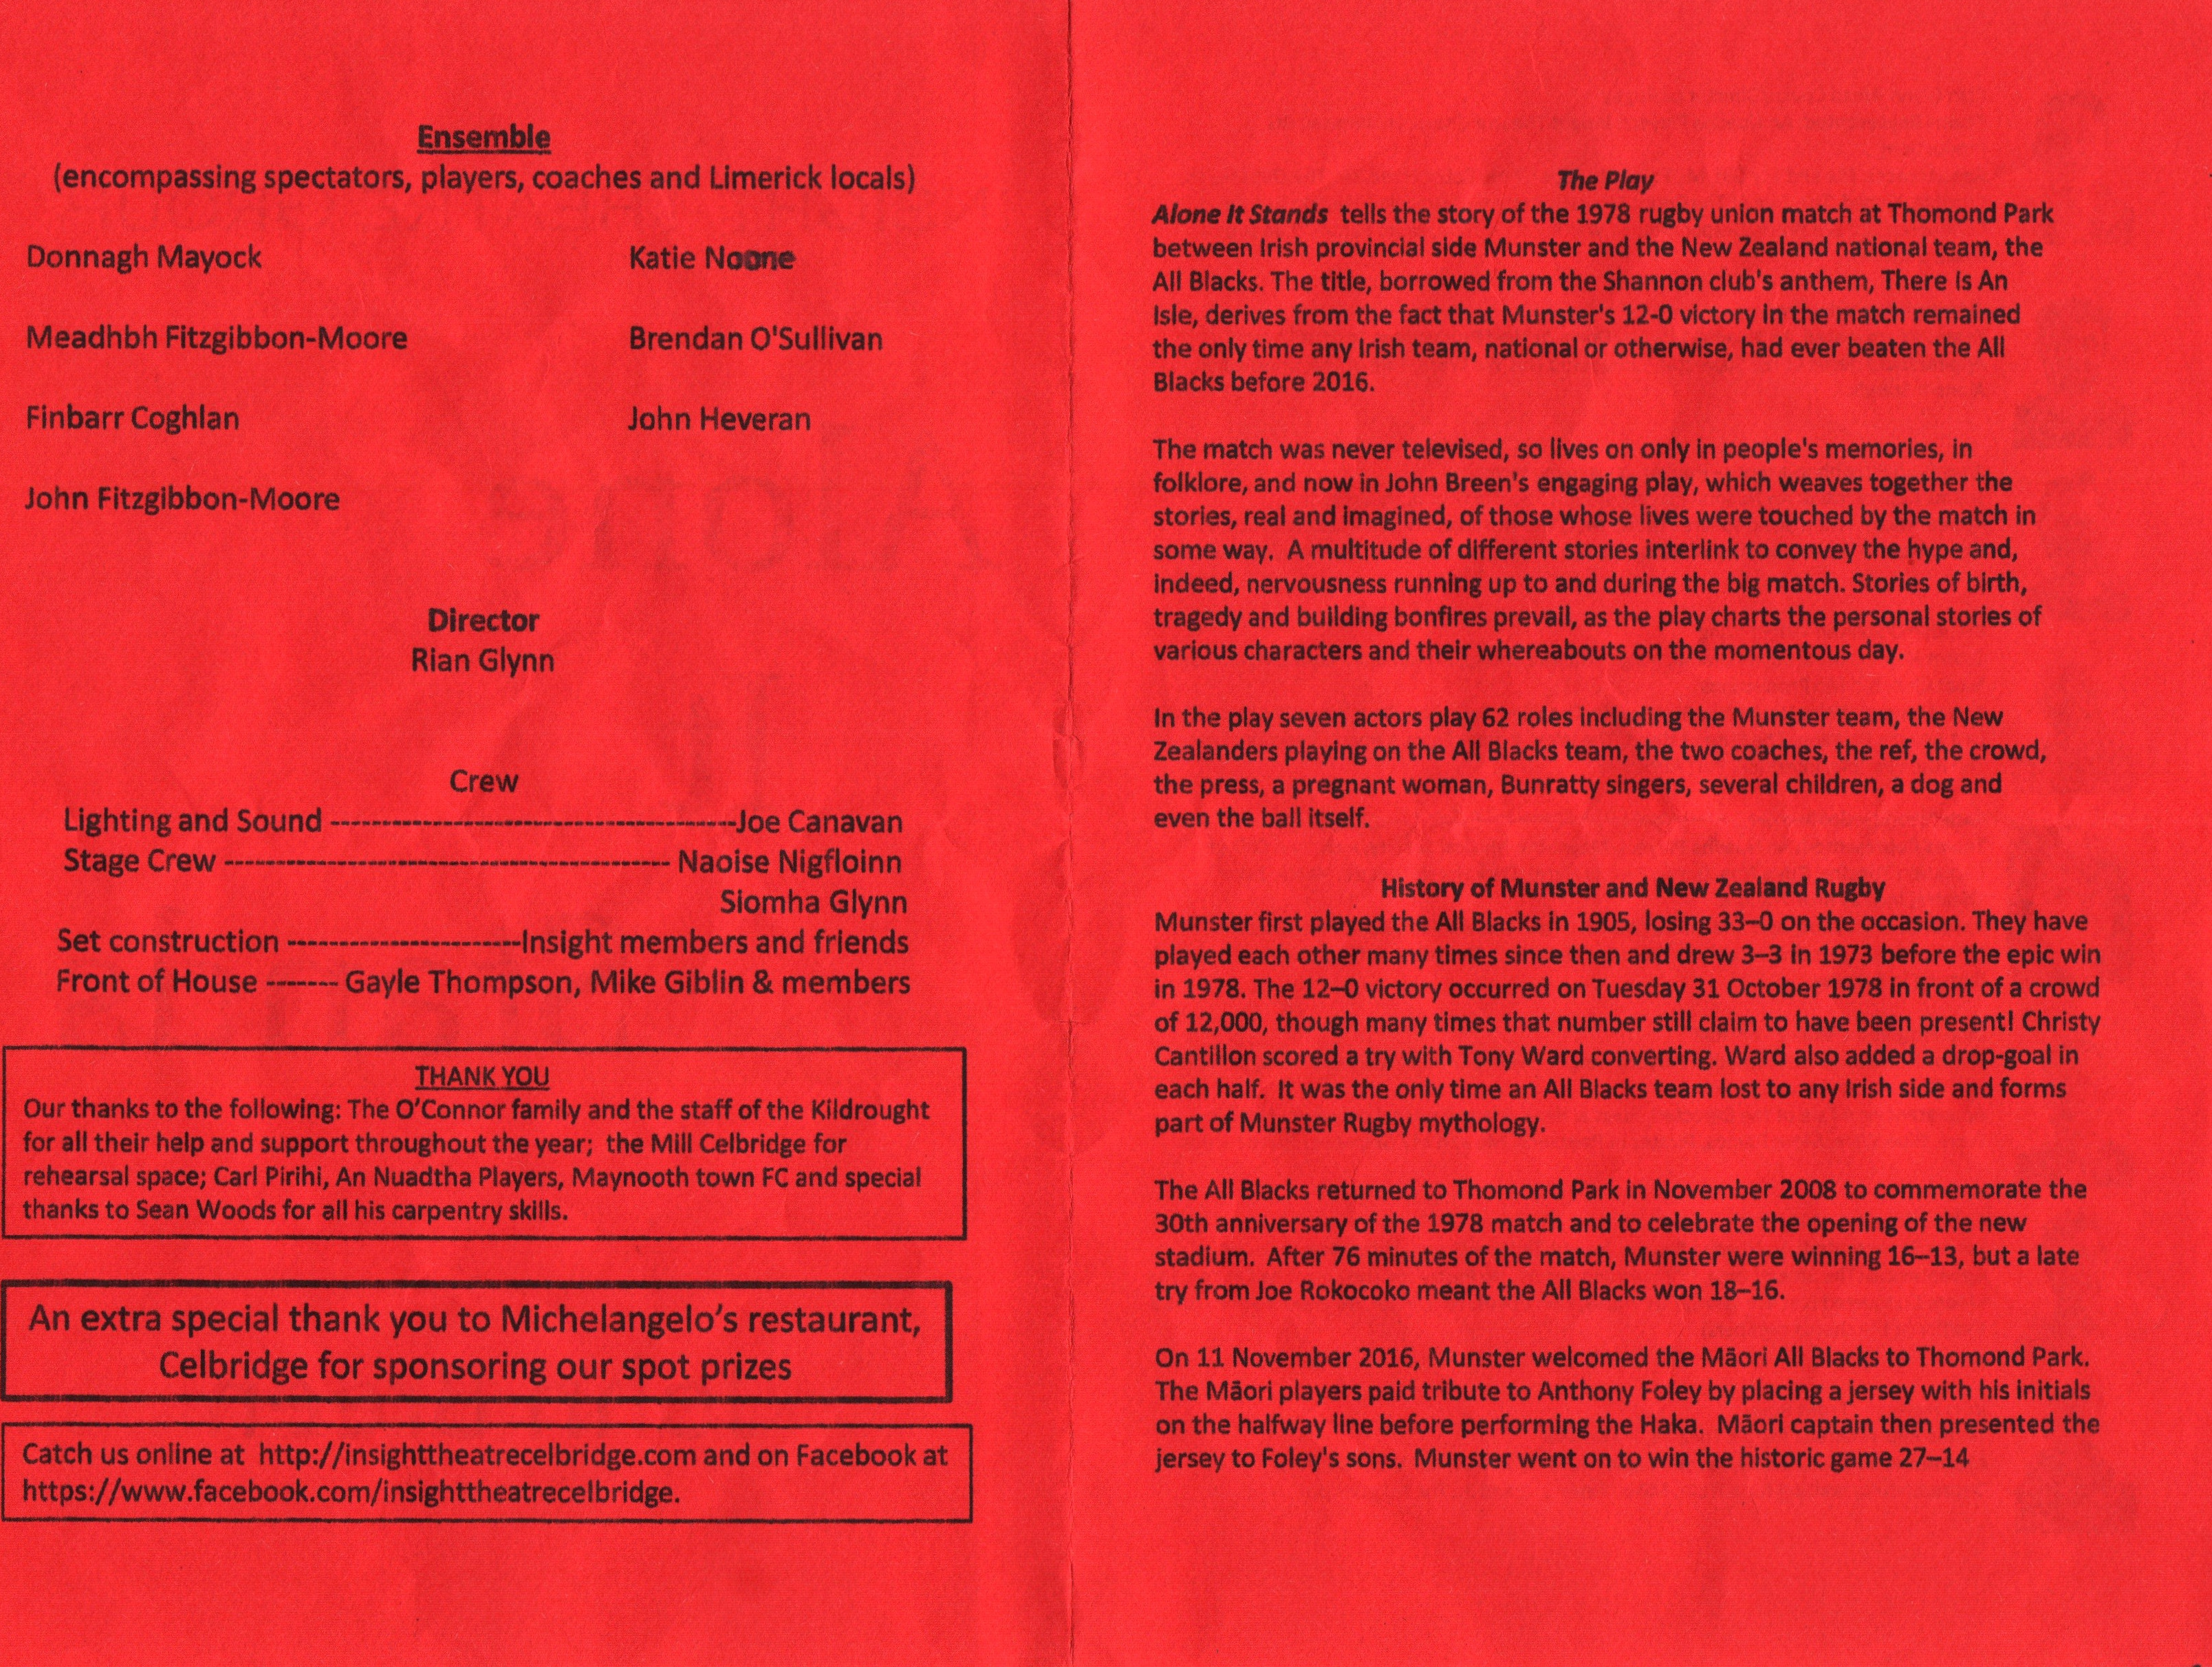 Ensemble
(encompassing spectators, players, coaches and Limerick locals)
Donnagh Mayock Katie Noone
Meadhbh Fitzgibbon-Moore Brendan O'Sullivan
Finbarr Coghlan John Heveran
John Fitzgibbon-Moore
Director
Rian Glynn
Crew
Lighting and Sound ---------------------------------------Joe Canavan
Stage Crew ------------------------------------------- Naoise Nigfloinn
Siomha Glynn
Set construction -----------------------Insight members and friends
Front of House ------- Gayle Thompson, Mike Giblin & members
THANK YOU
Our thanks to the following: The O’Connor family and the staff of the Kildrought
for all their help and support throughout the year;  the Mill Celbridge for
rehearsal space; Carl Pirihi, An Nuadtha Players, Maynooth town FC and special
thanks to Sean Woods for all his carpentry skills.
An extra special thank you to Michelangelo’s restaurant,
Celbridge for sponsoring our spot prizes
Catch us online at  http://insighttheatrecelbridge.com and on Facebook at
https://www.facebook.com/insighttheatrecelbridge.
The Play
Alone It Stands  tells the story of the 1978 rugby union match at Thomond Park
between Irish provincial side Munster and the New Zealand national team, the
All Blacks. The title, borrowed from the Shannon club's anthem, There Is An
Isle, derives from the fact that Munster's 12-0 victory in the match remained
the only time any Irish team, national or otherwise, had ever beaten the All
Blacks before 2016.
The match was never televised, so lives on only in people's memories, in
folklore, and now in John Breen's engaging play, which weaves together the
stories, real and imagined, of those whose lives were touched by the match in
some way.  A multitude of different stories interlink to convey the hype and,
indeed, nervousness running up to and during the big match. Stories of birth,
tragedy and building bonfires prevail, as the play charts the personal stories of
various characters and their whereabouts on the momentous day.
In the play seven actors play 62 roles including the Munster team, the New
Zealanders playing on the All Blacks team, the two coaches, the ref, the crowd,
the press, a pregnant woman, Bunratty singers, several children, a dog and
even the ball itself.
History of Munster and New Zealand Rugby
Munster first played the All Blacks in 1905, losing 33–0 on the occasion. They have
played each other many times since then and drew 3–3 in 1973 before the epic win
in 1978. The 12–0 victory occurred on Tuesday 31 October 1978 in front of a crowd
of 12,000, though many times that number still claim to have been present! Christy
Cantillon scored a try with Tony Ward converting. Ward also added a drop-goal in
each half.  It was the only time an All Blacks team lost to any Irish side and forms
part of Munster Rugby mythology.
The All Blacks returned to Thomond Park in November 2008 to commemorate the
30th anniversary of the 1978 match and to celebrate the opening of the new
stadium.  After 76 minutes of the match, Munster were winning 16–13, but a late
try from Joe Rokocoko meant the All Blacks won 18–16.
On 11 November 2016, Munster welcomed the Māori All Blacks to Thomond Park.
The Māori players paid tribute to Anthony Foley by placing a jersey with his initials
on the halfway line before performing the Haka.  Māori captain then presented the
jersey to Foley's sons.  Munster went on to win the historic game 27–14